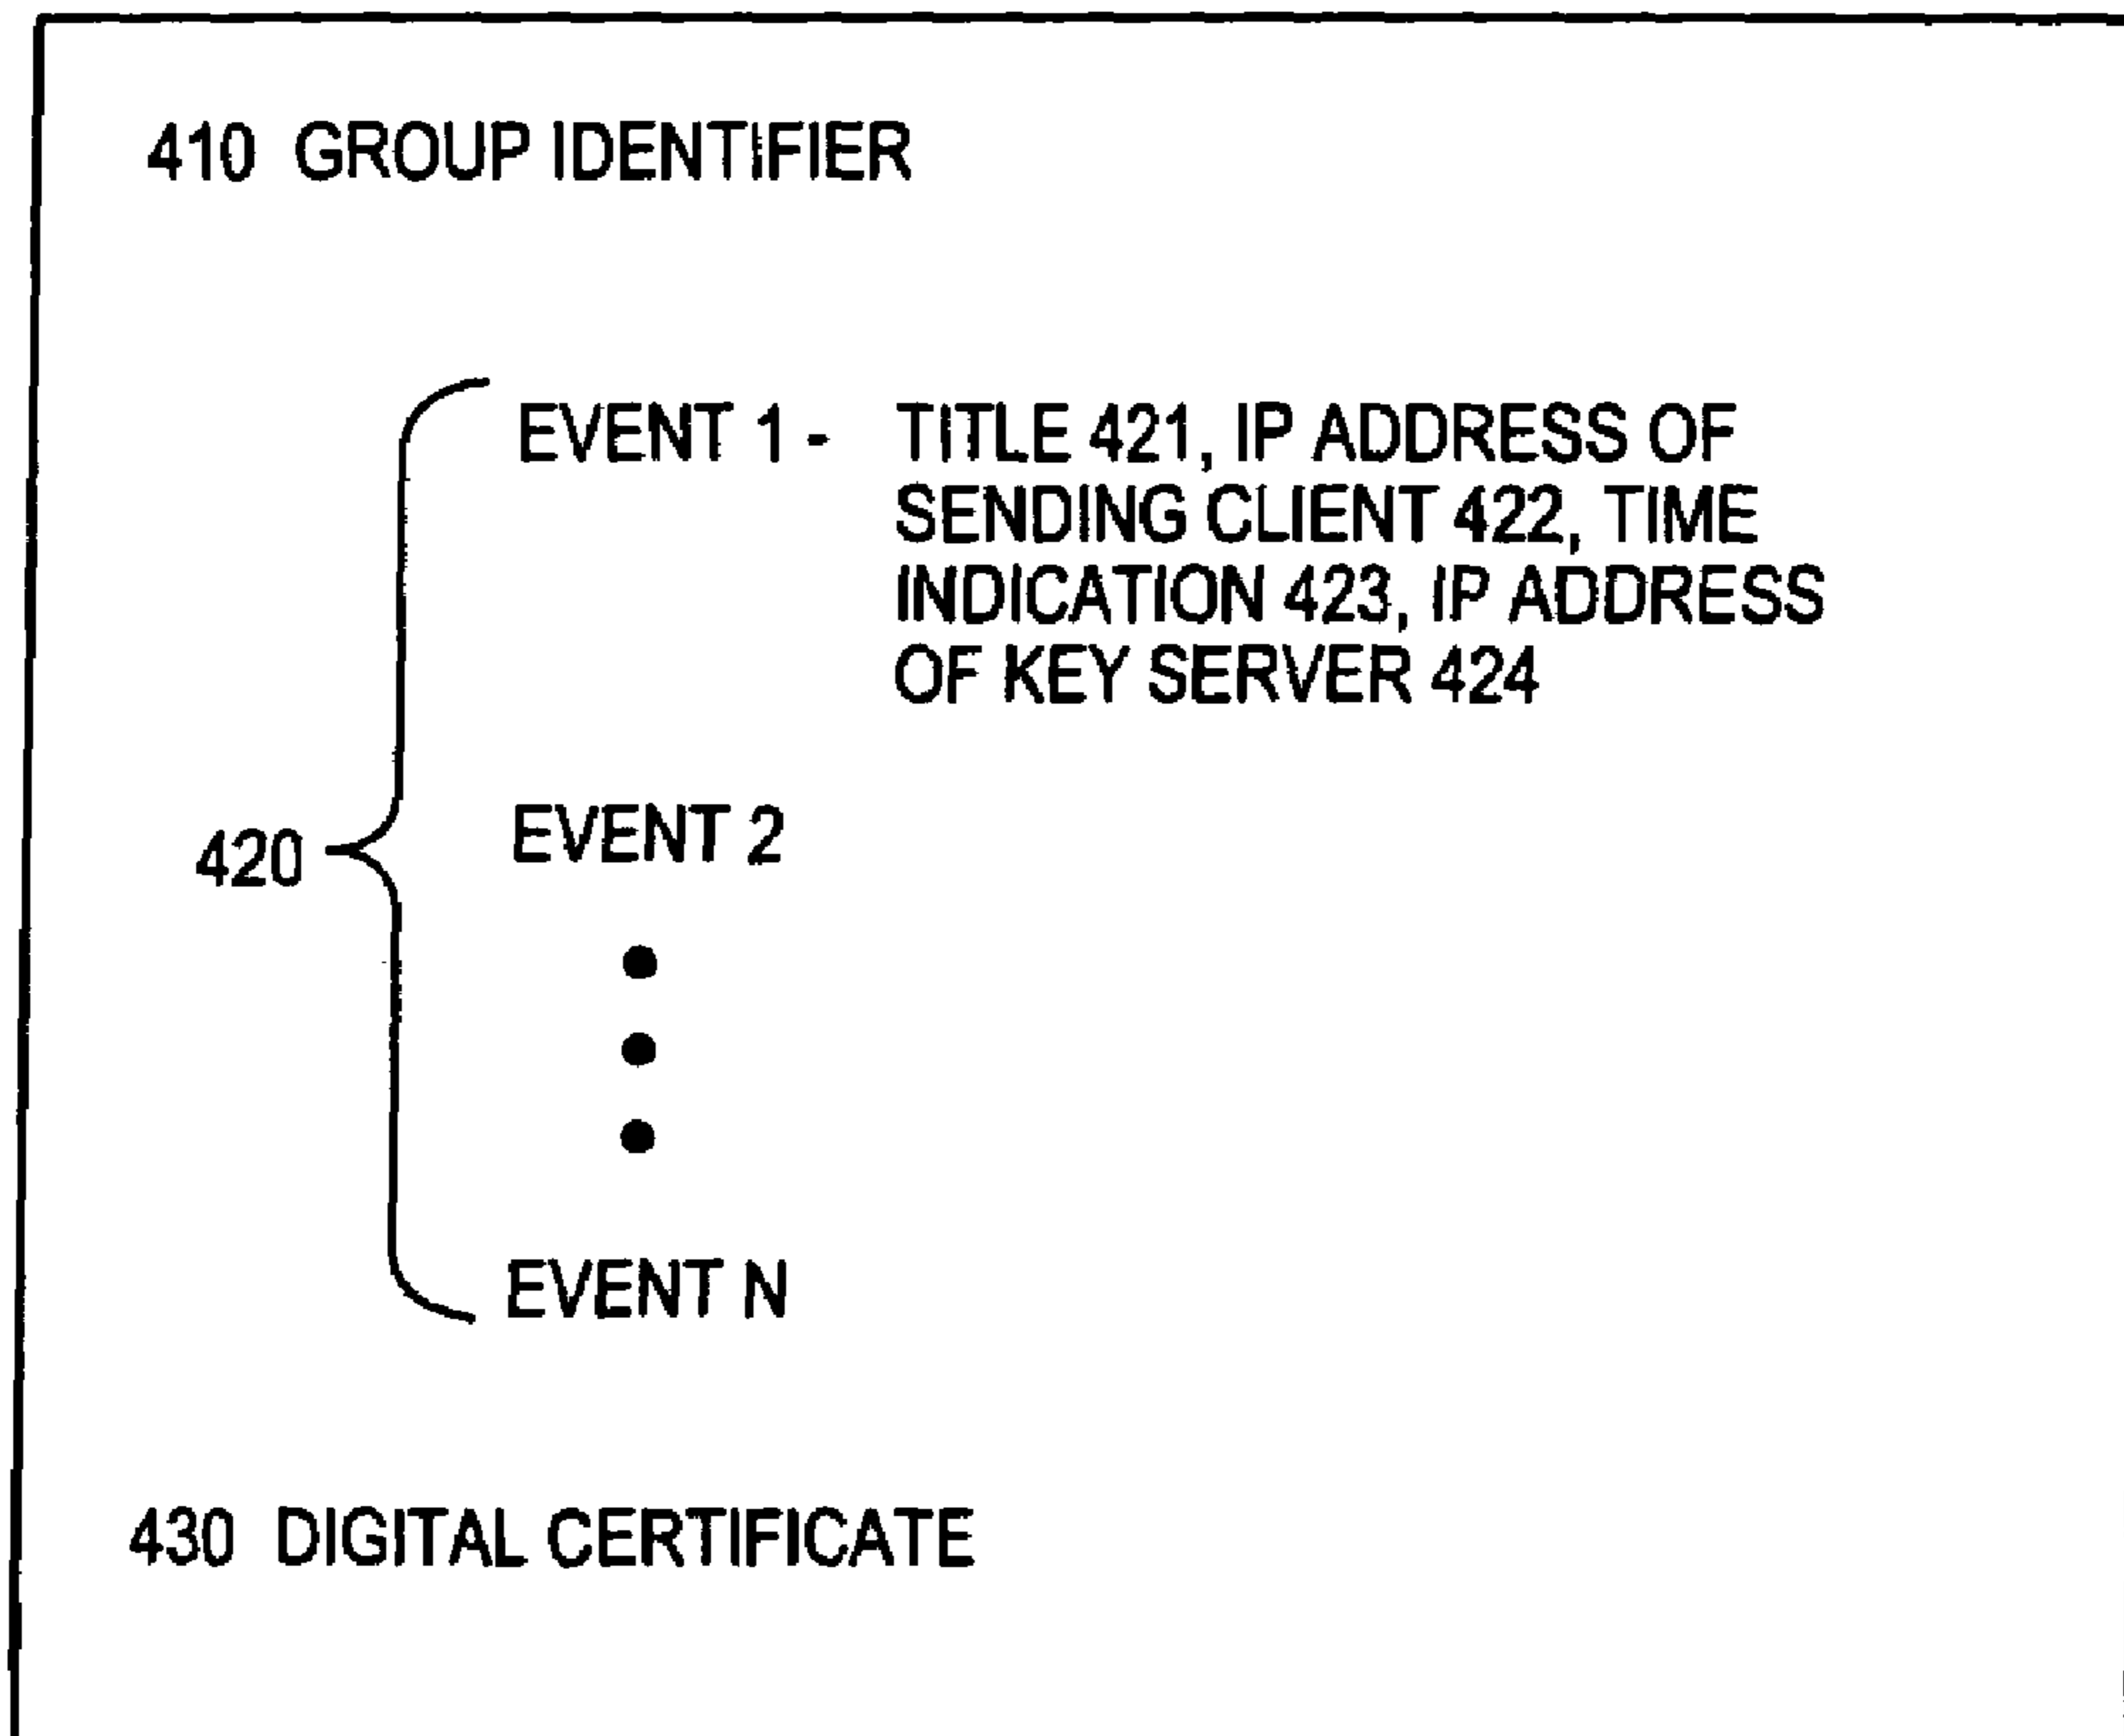 410 GROUP IDENTIFIER
EVENT 1 - TITLE 421, IP ADDRESS OF
SENDING CLIENT 422, TIME
INDICATION 423, IP ADDRESS
OF KEY SERVER 424
420
EVENT 2
EVENT N
430 DIGITAL CERTIFICATE